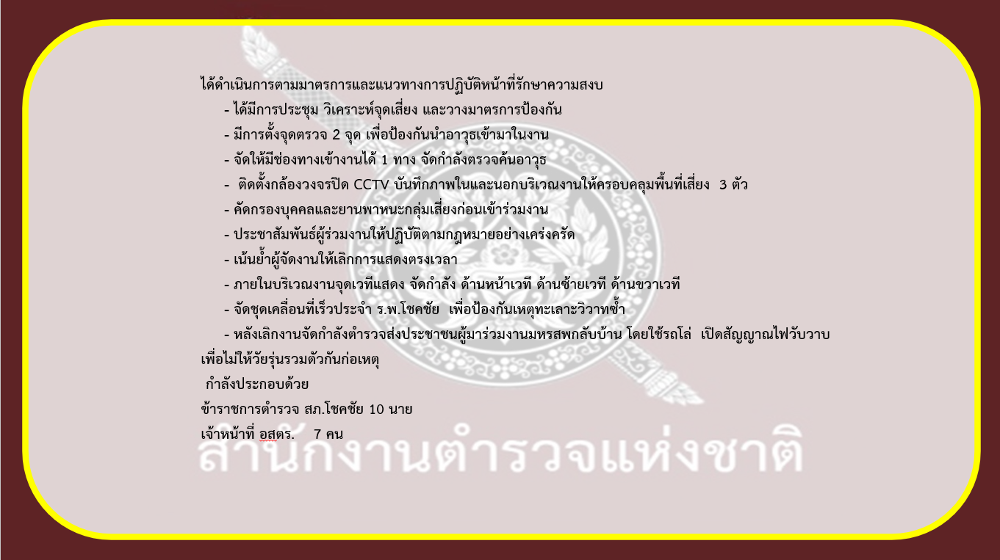 ได้ดำเนินการตามมาตรการและแนวทางการปฏิบัติหน้าที่รักษาความสงบ
- ได้มีการประชุม วิเคราะห์จุดเสี่ยง และวางมาตรการป้องกัน
- มีการตั้งจุดตรวจ 2 จุด เพื่อป้องกันนำอาวุธเข้ามาในงาน
- จัดให้มีช่องทางเข้างานได้ 1 ทาง จัดกำลังตรวจค้นอาวุธ
- ติดตั้งกล้องวงจรปิด CCTV บันทึกภาพในและนอกบริเวณงานให้ครอบคลุมพื้นที่เสี่ยง 3 ตัว
- คัดกรองบุคคลและยานพาหนะกลุ่มเสี่ยงก่อนเข้าร่วมงาน
- ประชาสัมพันธ์ผู้ร่วมงานให้ปฏิบัติตามกฎหมายอย่างเคร่งครัด
- เน้นย้ำผู้จัดงานให้เลิกการแสดงตรงเวลา
- ภายในบริเวณงานจุดเวทีแสดง จัดกำลัง ด้านหน้าเวที ด้านซ้ายเวที ด้านขวาเวที
- จัดชุดเคลื่อนที่เร็วประจำ ร.พ.โชคชัย เพื่อป้องกันเหตุทะเลาะวิวาทซ้ำ
- หลังเลิกงานจัดกำลังตำรวจส่งประชาชนผู้มาร่วมงานมหรสพกลับบ้าน โดยใช้รถโล่ เปิดสัญญาณไฟวับวาบ
เพื่อไม่ให้วัยรุ่นรวมตัวกันก่อเหตุ
กำลังประกอบด้วย
ข้าราชการตำรวจ สภ.โชคชัย 10 นาย
เจ้าหน้าที่ อสตร. 7 คน
สำนักงานตำรวจแห่งชาติ